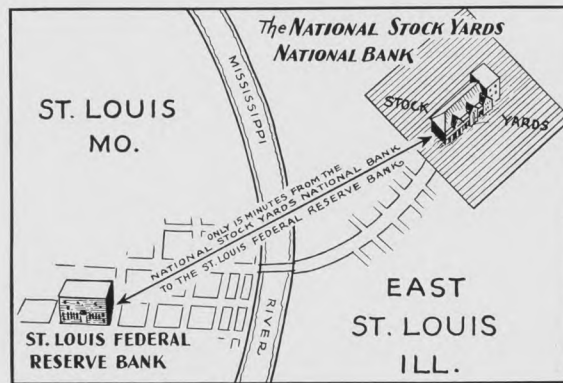 The NATIONAL STOCK YARDS
NATIONAL BANK
ST. LOUIS
MO.
MISSISSIPPI
STOCK
YARDS
ONLY 15 MINUTES FROM THE
NATIONAL STOCK YARDS NATIONAL BANK
TO THE ST. LOUIS FEDERAL RESERVE BANK.
ST. LOUIS FEDERAL
RESERVE BANK
RIVER
EAST
ST. LOUIS
ILL.